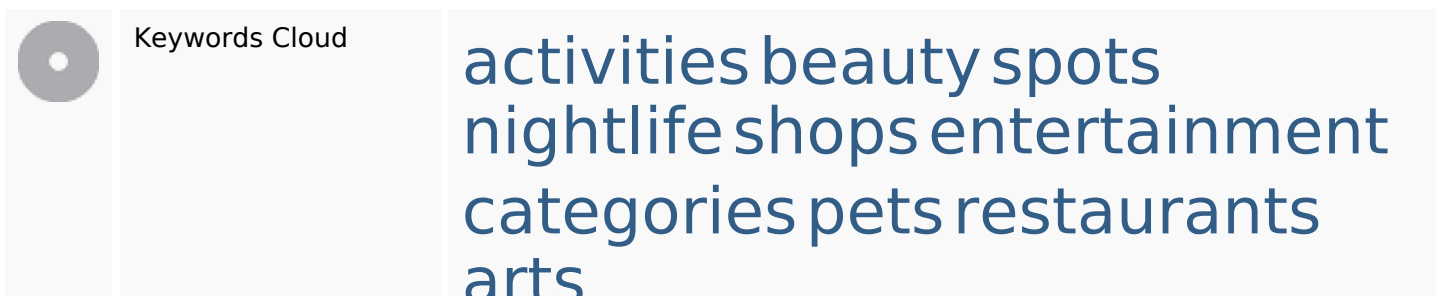 Keywords Cloud
activities beauty spots
nightlife shops entertainment
categories pets restaurants
arts